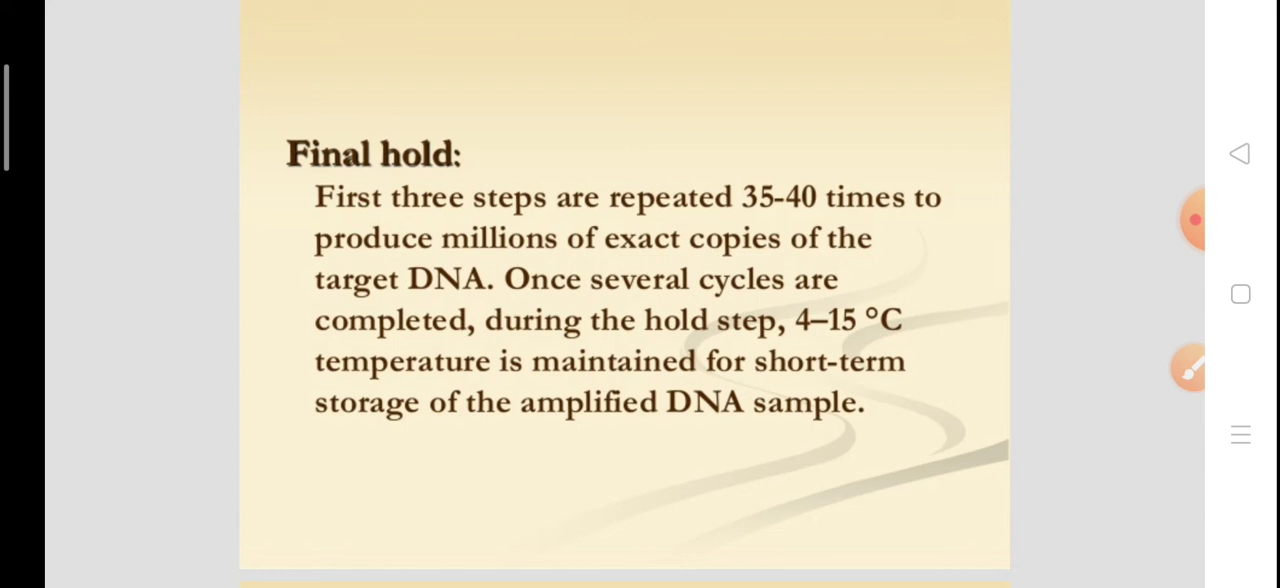 Final hold:
First three steps are repeated 35-40 times to
produce millions of exact copies of the
target DNA. Once several cycles are
completed, during the hold step, 4–15 °C
temperature is maintained for short-term
storage of the amplified DNA sample.